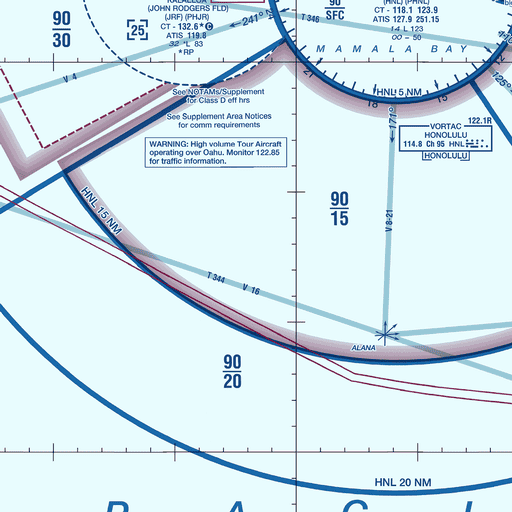 KALAELOA
(JOHN RODGERS FLD)
(JRF) (PHJR)
CT - 132.6 * C
ATIS 119.8
32 L 83
*RP
90
30
[25]
241°
T 346
90
SFC
(HNL) (PHNL)
CT - 118.1 123.9
ATIS 127.9 251.15
14 L 123
00 - 50
MAMALA BAY
V 4
21
18
12
HNL 5 NM
125°
171°
See NOTAMs/Supplement
for Class D eff hrs
See Supplement Area Notices
for comm requirements
WARNING: High volume Tour Aircraft
operating over Oahu. Monitor 122.85
for traffic information.
122.1R
VORTAC
HONOLULU
114.8 Ch 95 HNL
HONOLULU
HNL 15 NM
90
15
V 8-21
T 344 V 16
ALANA
90
20
HNL 20 NM